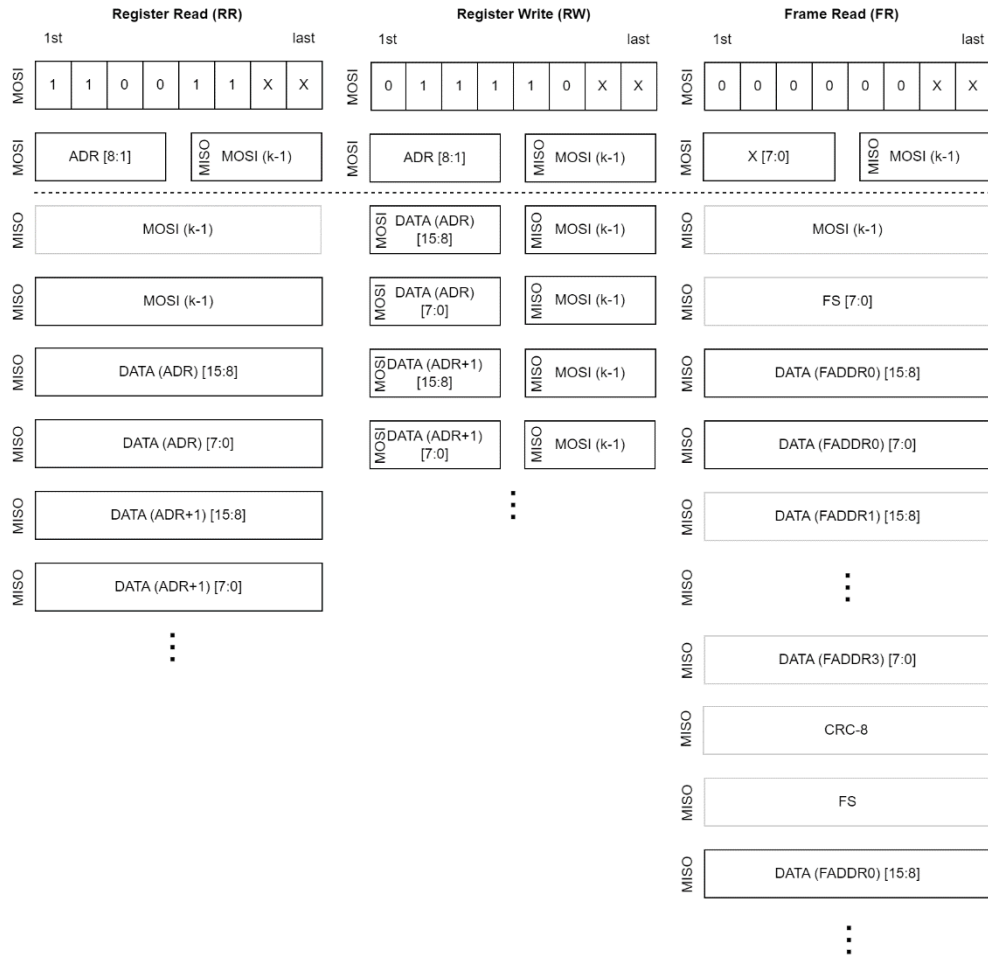 Register Read (RR)
1st last
MOSI 1 1 0 0 1 1 X X
MOSI ADR [8:1] MISO MOSI (k-1)
MISO MOSI (k-1)
MISO MOSI (k-1)
MISO DATA (ADR) [15:8]
MISO DATA (ADR) [7:0]
MISO DATA (ADR+1) [15:8]
MISO DATA (ADR+1) [7:0]
Register Write (RW)
1st last
MOSI 0 1 1 1 1 0 X X
MOSI ADR [8:1] MISO MOSI (k-1)
MOSI DATA (ADR)
[15:8]
MISO MOSI (k-1)
MOSI DATA (ADR)
[7:0]
MISO MOSI (k-1)
MOSI DATA (ADR+1)
[15:8]
MISO MOSI (k-1)
MOSI DATA (ADR+1)
[7:0]
MISO MOSI (k-1)
Frame Read (FR)
1st last
MOSI 0 0 0 0 0 0 X X
MOSI X [7:0] MISO MOSI (k-1)
MISO MOSI (k-1)
MISO FS [7:0]
MISO DATA (FADDR0) [15:8]
MISO DATA (FADDR0) [7:0]
MISO DATA (FADDR1) [15:8]
MISO
MISO DATA (FADDR3) [7:0]
MISO CRC-8
MISO FS
MISO DATA (FADDR0) [15:8]